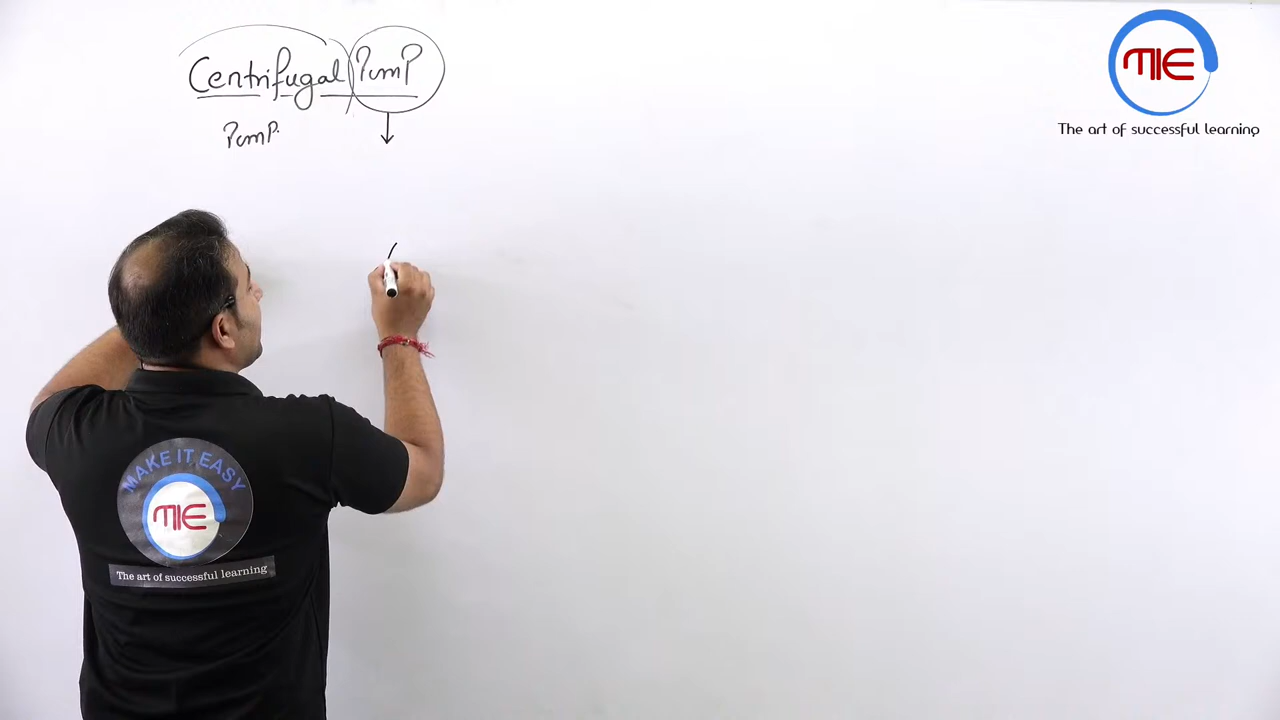 Centrifugal PumP
PumP.
MIE
The art of successful learning
MAKE IT EASY
MIE
The art of successful learning